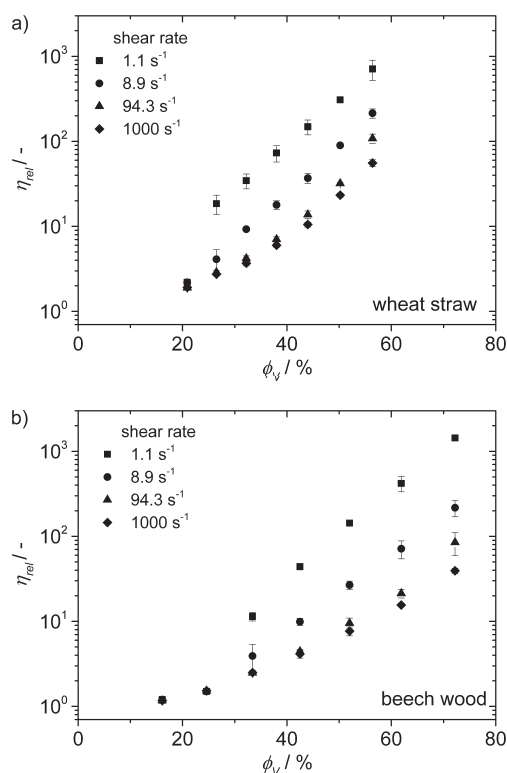 a)
shear rate
1.1 s⁻¹
8.9 s⁻¹
94.3 s⁻¹
1000 s⁻¹
10³
10²
10¹
10⁰
η_rel / -
wheat straw
0 20 40 60 80
ϕ_V / %
b)
shear rate
1.1 s⁻¹
8.9 s⁻¹
94.3 s⁻¹
1000 s⁻¹
10³
10²
10¹
10⁰
η_rel / -
beech wood
0 20 40 60 80
ϕ_V / %